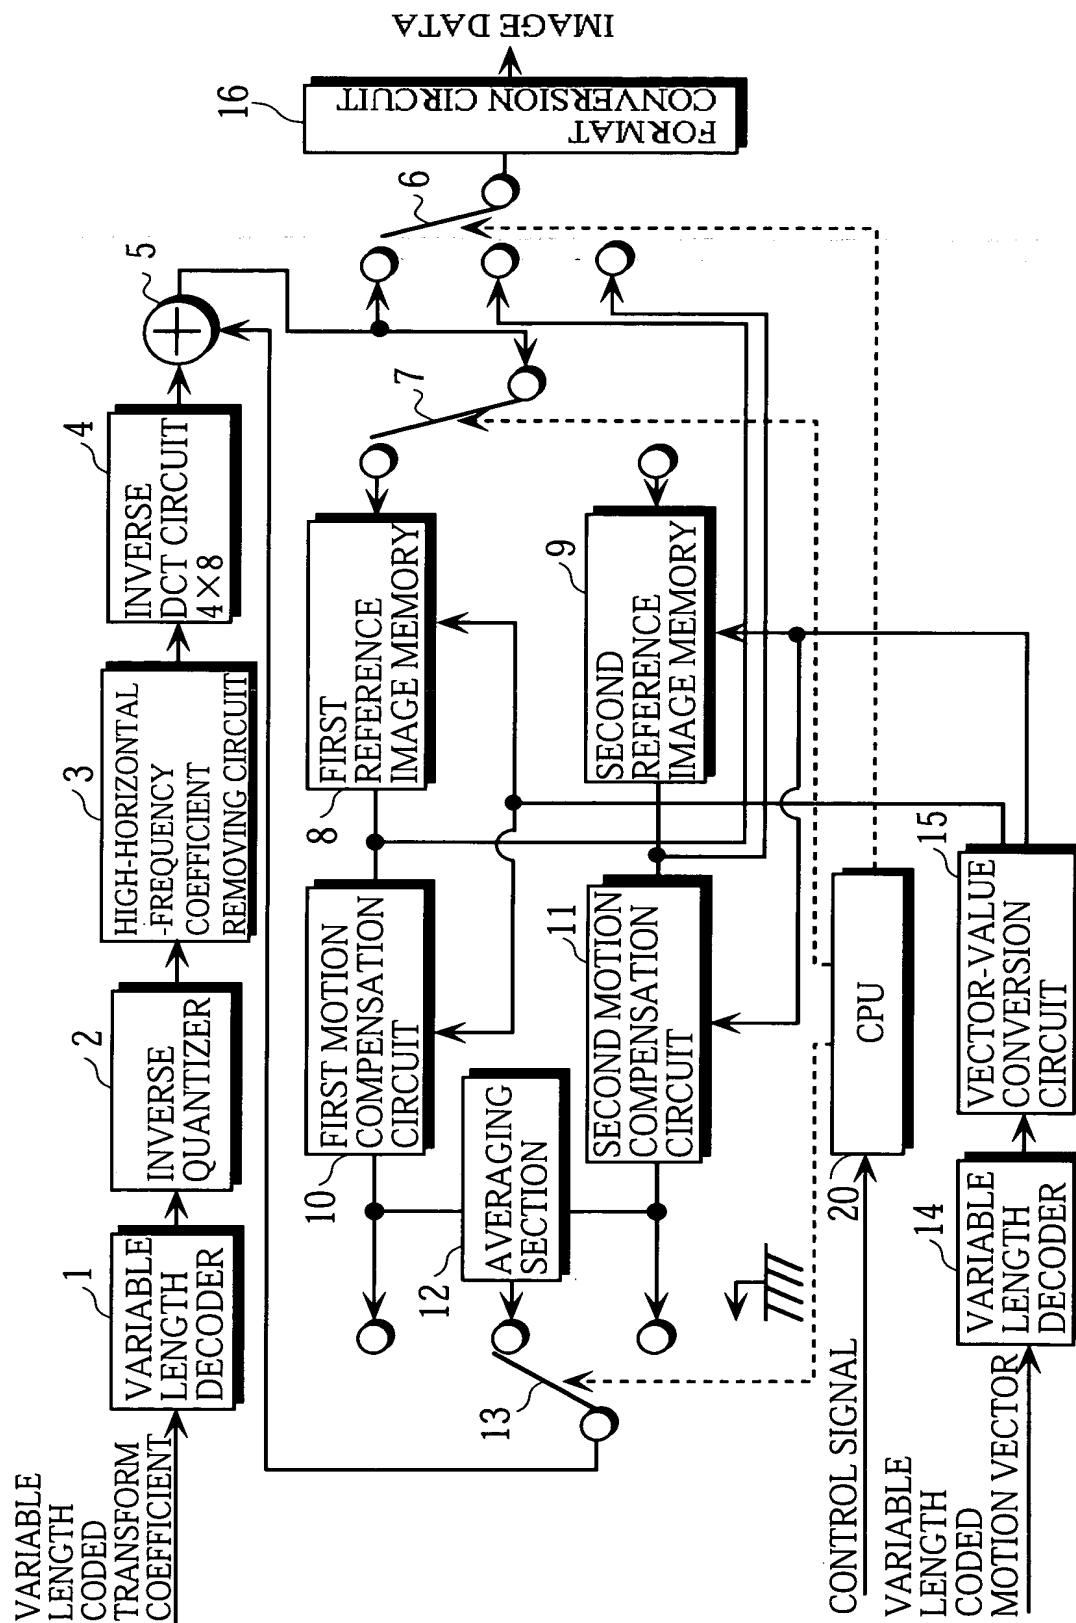 VARIABLE
LENGTH
CODED
TRANSFORM
COEFFICIENT
1
VARIABLE
LENGTH
DECODER
2
INVERSE
QUANTIZER
3
HIGH-HORIZONTAL
-FREQUENCY
COEFFICIENT
REMOVING CIRCUIT
4
INVERSE
DCT CIRCUIT
4×8
5
10
FIRST MOTION
COMPENSATION
CIRCUIT
8
FIRST
REFERENCE
IMAGE MEMORY
7
6
16
FORMAT
CONVERSION CIRCUIT
IMAGE DATA
13
12
AVERAGING
SECTION
11
SECOND MOTION
COMPENSATION
CIRCUIT
9
SECOND
REFERENCE
IMAGE MEMORY
CONTROL SIGNAL
20
CPU
VARIABLE
LENGTH
CODED
MOTION VECTOR
14
VARIABLE
LENGTH
DECODER
15
VECTOR-VALUE
CONVERSION
CIRCUIT